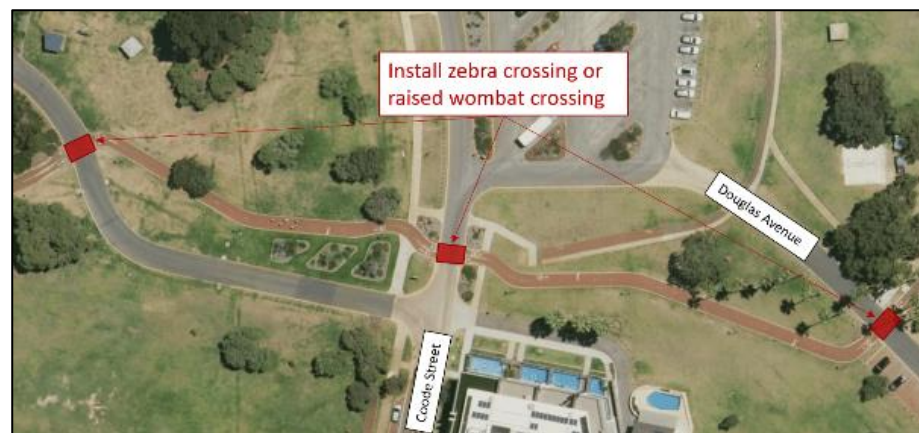 Install zebra crossing or
raised wombat crossing
Douglas Avenue
Coode Street